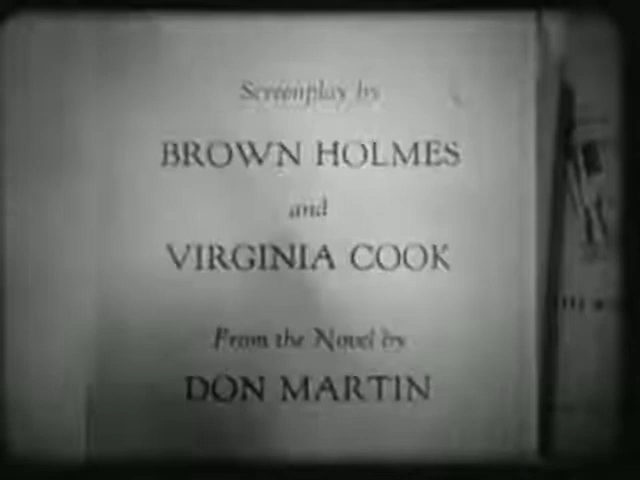 Screenplay by
BROWN HOLMES
and
VIRGINIA COOK
From the Novel by
DON MARTIN